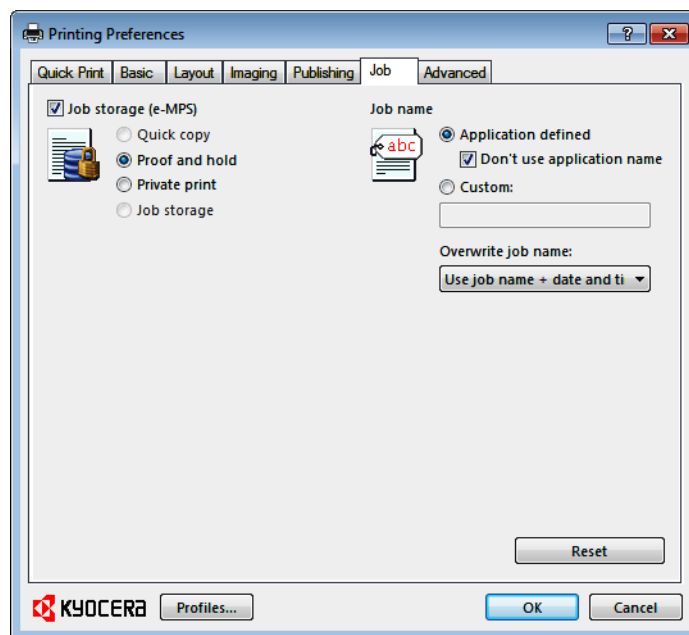 Printing Preferences
?
Quick Print Basic Layout Imaging Publishing Job Advanced
Job storage (e-MPS)
Quick copy
Proof and hold
Private print
Job storage
Job name
abc
Application defined
Don't use application name
Custom:
Overwrite job name:
Use job name + date and ti
Reset
KYOCERA
Profiles...
OK
Cancel